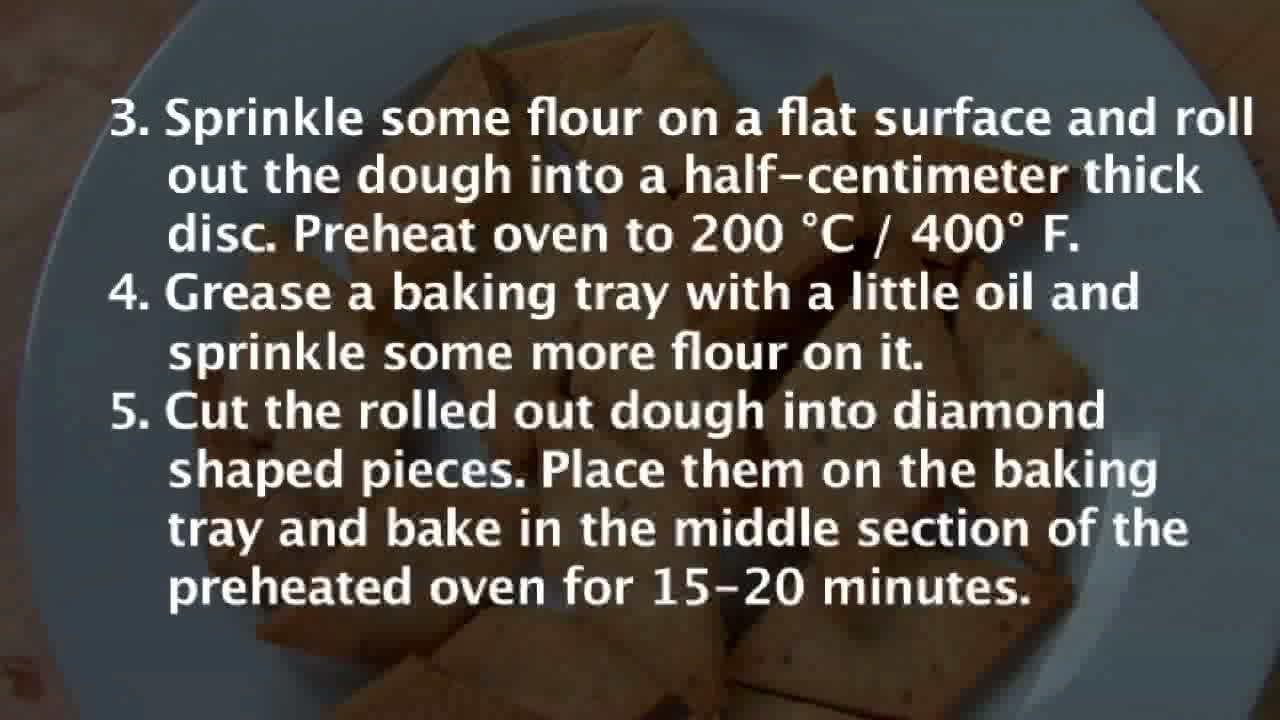 3. Sprinkle some flour on a flat surface and roll
out the dough into a half-centimeter thick
disc. Preheat oven to 200 °C / 400° F.
4. Grease a baking tray with a little oil and
sprinkle some more flour on it.
5. Cut the rolled out dough into diamond
shaped pieces. Place them on the baking
tray and bake in the middle section of the
preheated oven for 15-20 minutes.